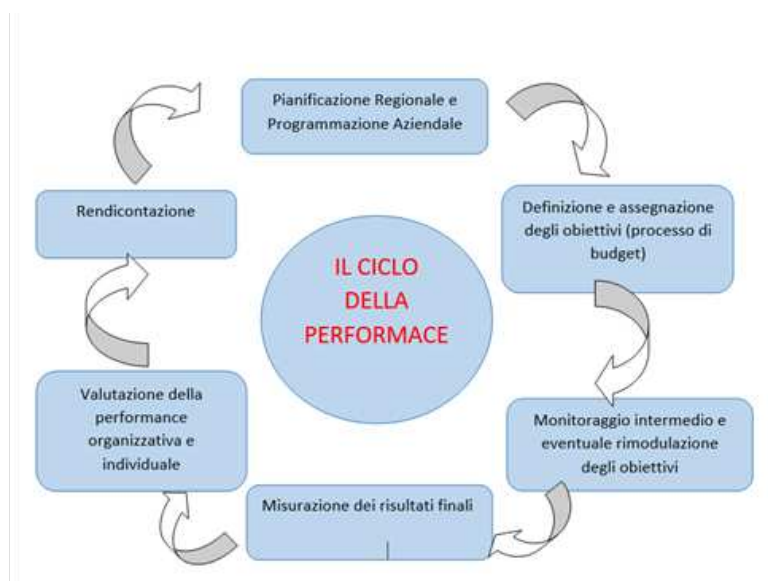 Pianificazione Regionale e
Programmazione Aziendale
Definizione e assegnazione
degli obiettivi (processo di
budget)
Monitoraggio intermedio e
eventuale rimodulazione
degli obiettivi
Misurazione dei risultati finali
Valutazione della
performance
organizzativa e
individuale
Rendicontazione
IL CICLO
DELLA
PERFORMACE